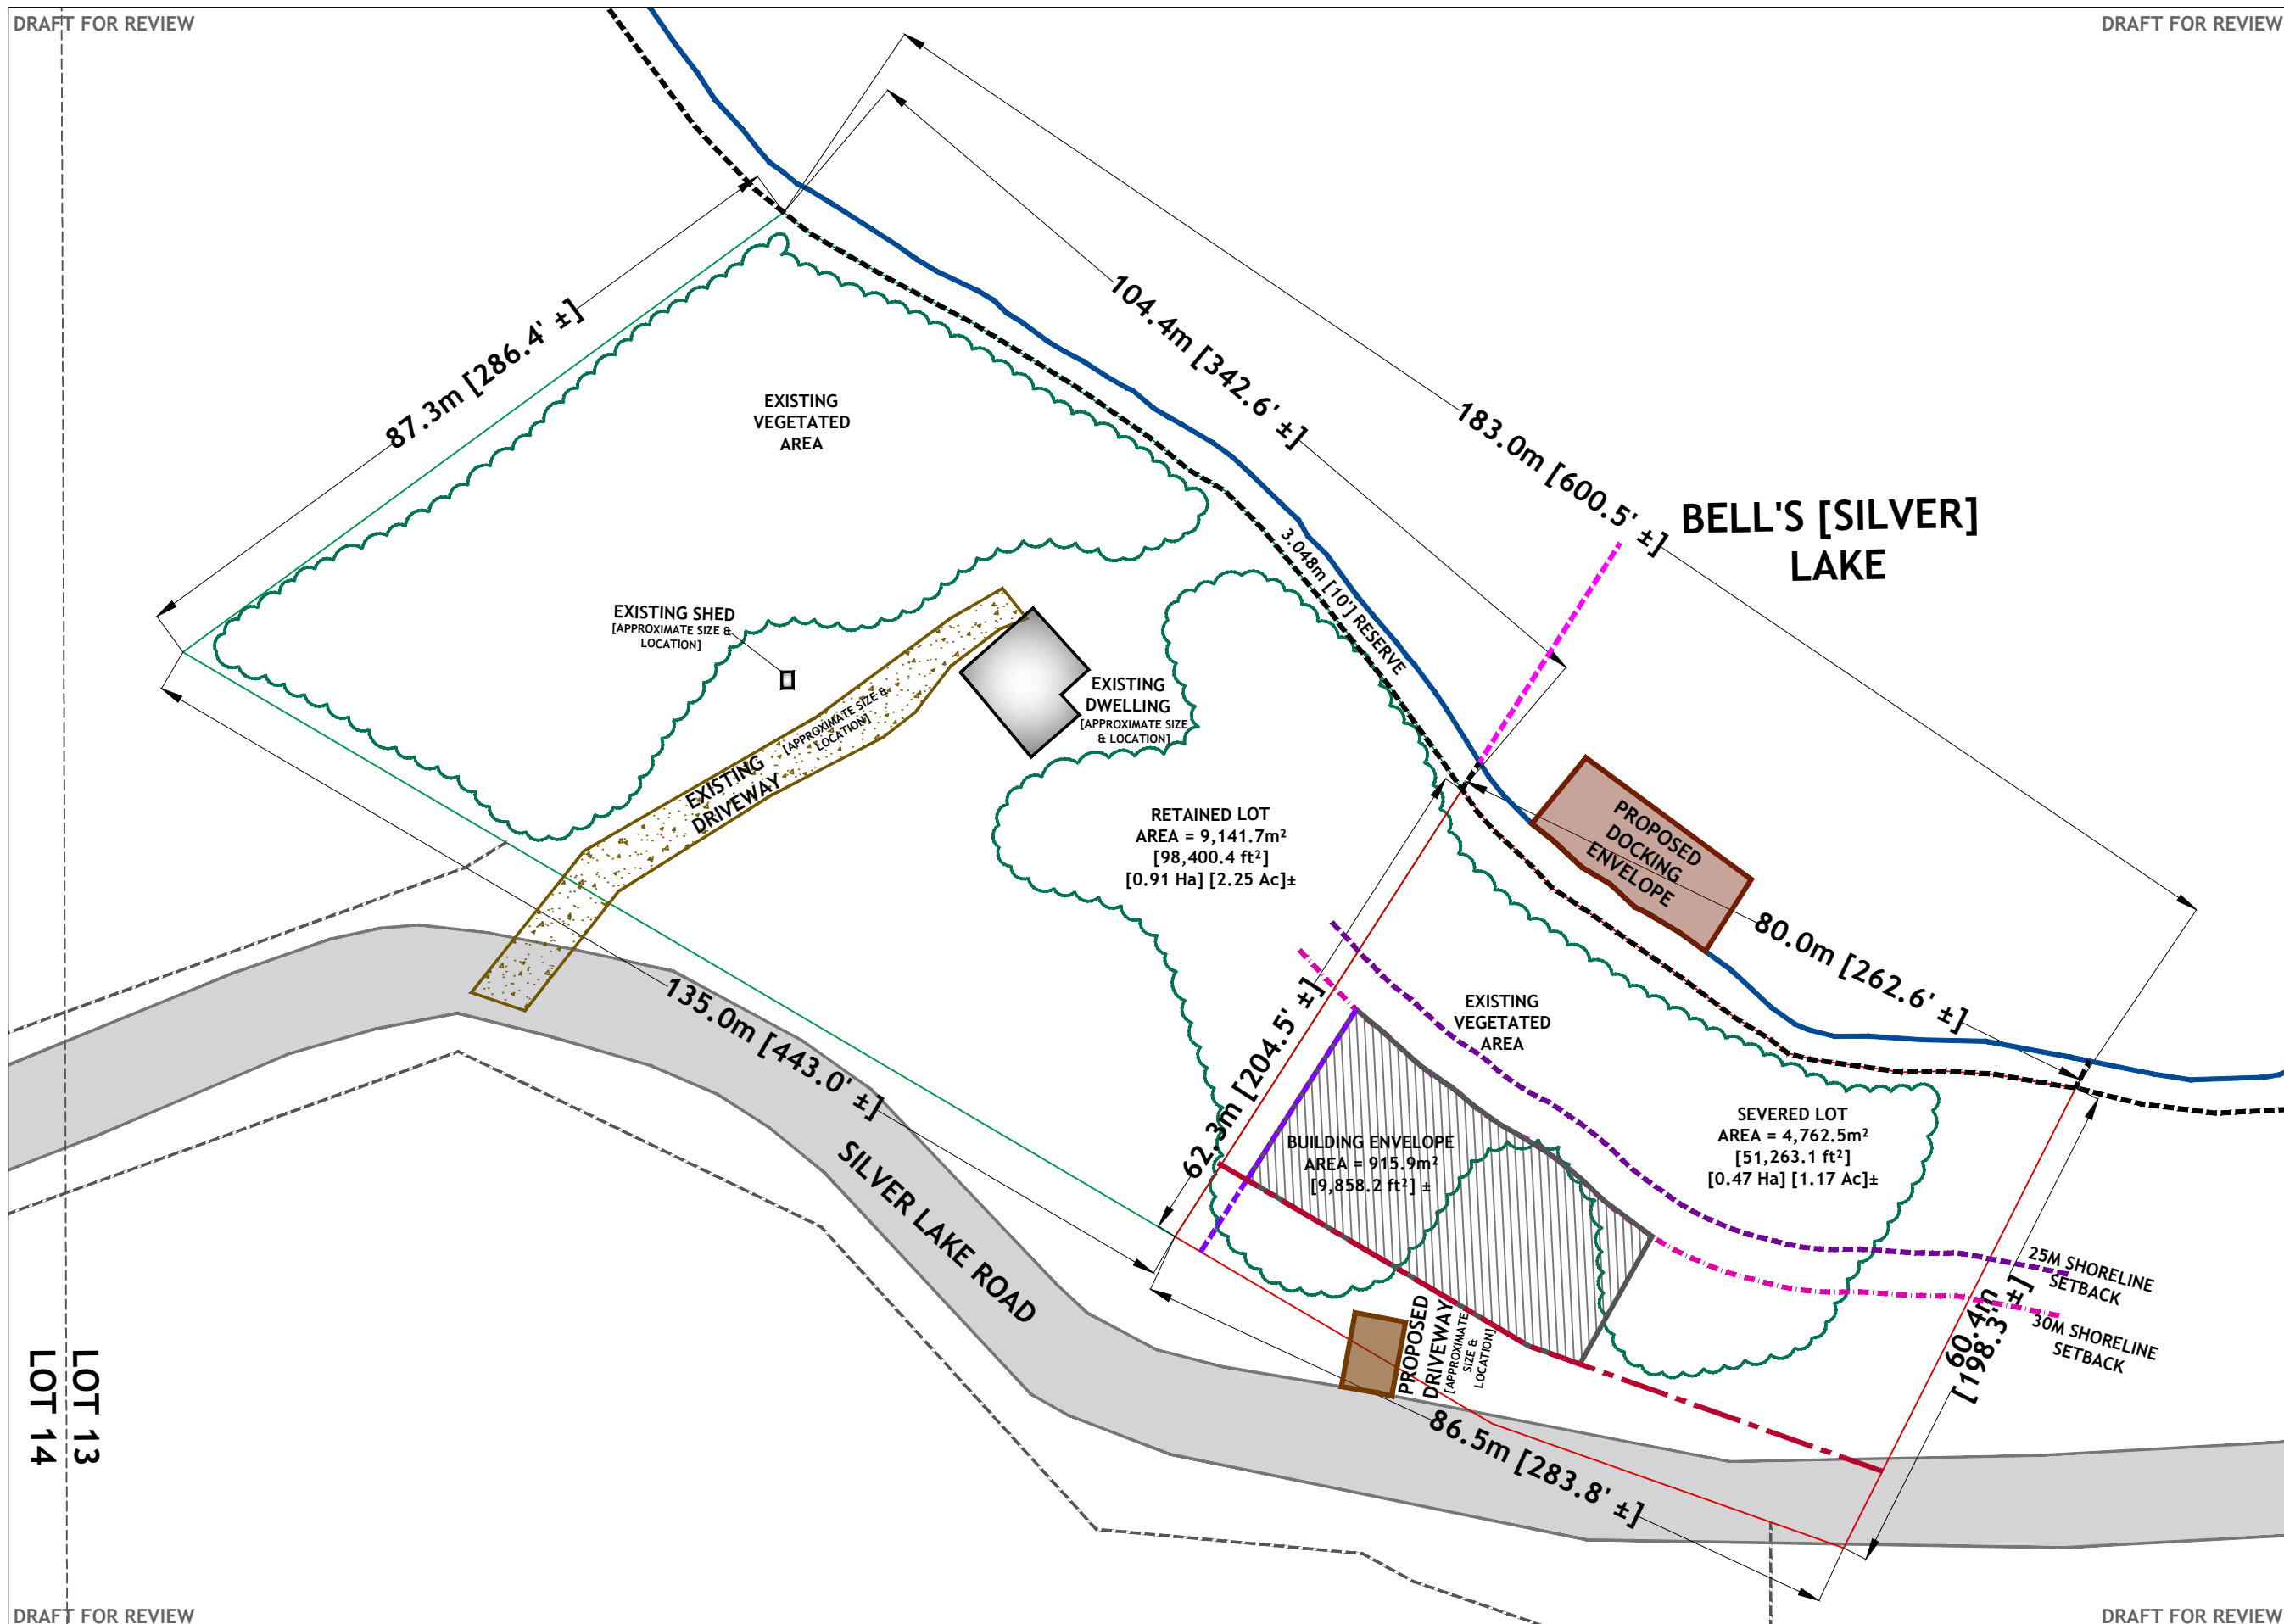 DRAFT FOR REVIEW
DRAFT FOR REVIEW
87.3m [286.4' ±]
104.4m [342.6' ±]
183.0m [600.5' ±]
BELL'S [SILVER]
LAKE
EXISTING
VEGETATED
AREA
3.048m [10'] RESERVE
EXISTING SHED
[APPROXIMATE SIZE &
LOCATION]
EXISTING
DWELLING
[APPROXIMATE SIZE
& LOCATION]
[APPROXIMATE SIZE &
LOCATION]
EXISTING
DRIVEWAY
RETAINED LOT
AREA = 9,141.7m²
[98,400.4 ft²]
[0.91 Ha] [2.25 Ac]±
PROPOSED
DOCKING
ENVELOPE
80.0m [262.6' ±]
135.0m [443.0' ±]
62.3m [204.5' ±]
EXISTING
VEGETATED
AREA
BUILDING ENVELOPE
AREA = 915.9m²
[9,858.2 ft²] ±
SEVERED LOT
AREA = 4,762.5m²
[51,263.1 ft²]
[0.47 Ha] [1.17 Ac]±
SILVER LAKE ROAD
25M SHORELINE
SETBACK
30M SHORELINE
SETBACK
60.4m
[198.3' ±]
PROPOSED
DRIVEWAY
[APPROXIMATE
SIZE &
LOCATION]
86.5m [283.8' ±]
LOT 13
LOT 14
DRAFT FOR REVIEW
DRAFT FOR REVIEW